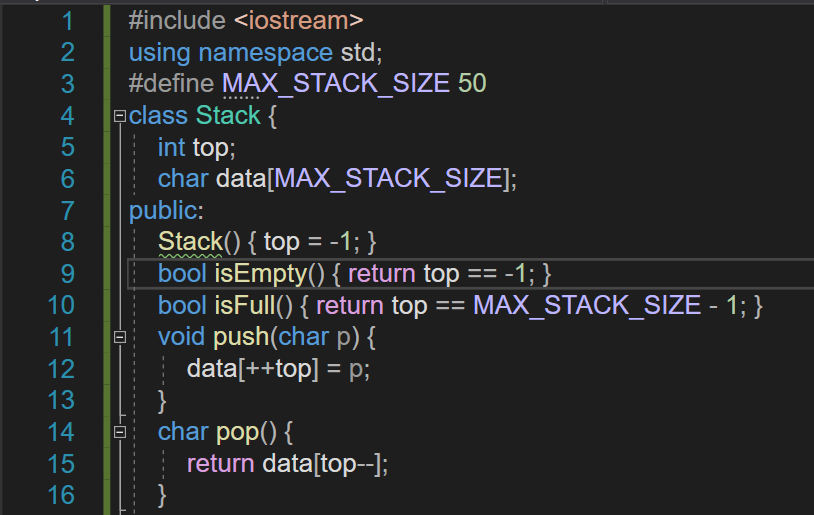 1 #include <iostream>
2 using namespace std;
3 #define MAX_STACK_SIZE 50
4 class Stack {
5 int top;
6 char data[MAX_STACK_SIZE];
7 public:
8 Stack() { top = -1; }
9 bool isEmpty() { return top == -1; }
10 bool isFull() { return top == MAX_STACK_SIZE - 1; }
11 void push(char p) {
12 data[++top] = p;
13 }
14 char pop() {
15 return data[top--];
16 }